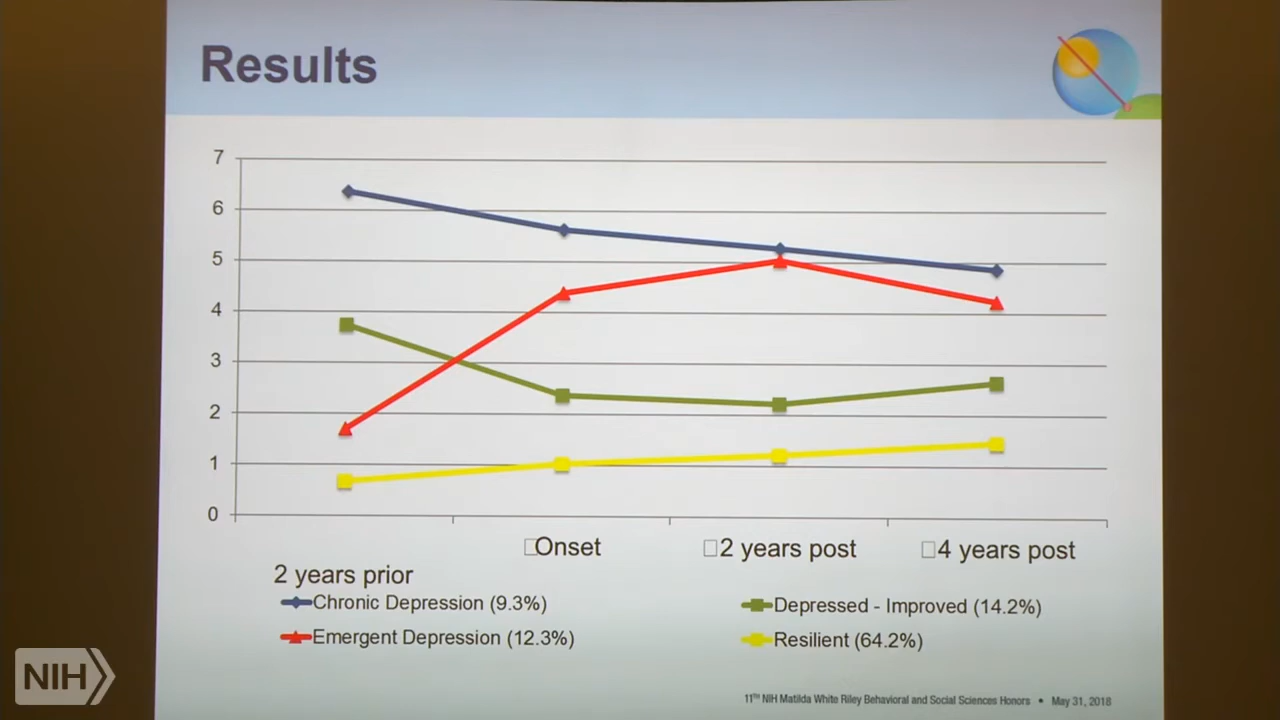 Results
7
6
5
4
3
2
1
0
Onset
2 years post
4 years post
2 years prior
Chronic Depression (9.3%)
Depressed - Improved (14.2%)
Emergent Depression (12.3%)
Resilient (64.2%)
NIH
11TH NIH Matilda White Riley Behavioral and Social Sciences Honors • May 31, 2018